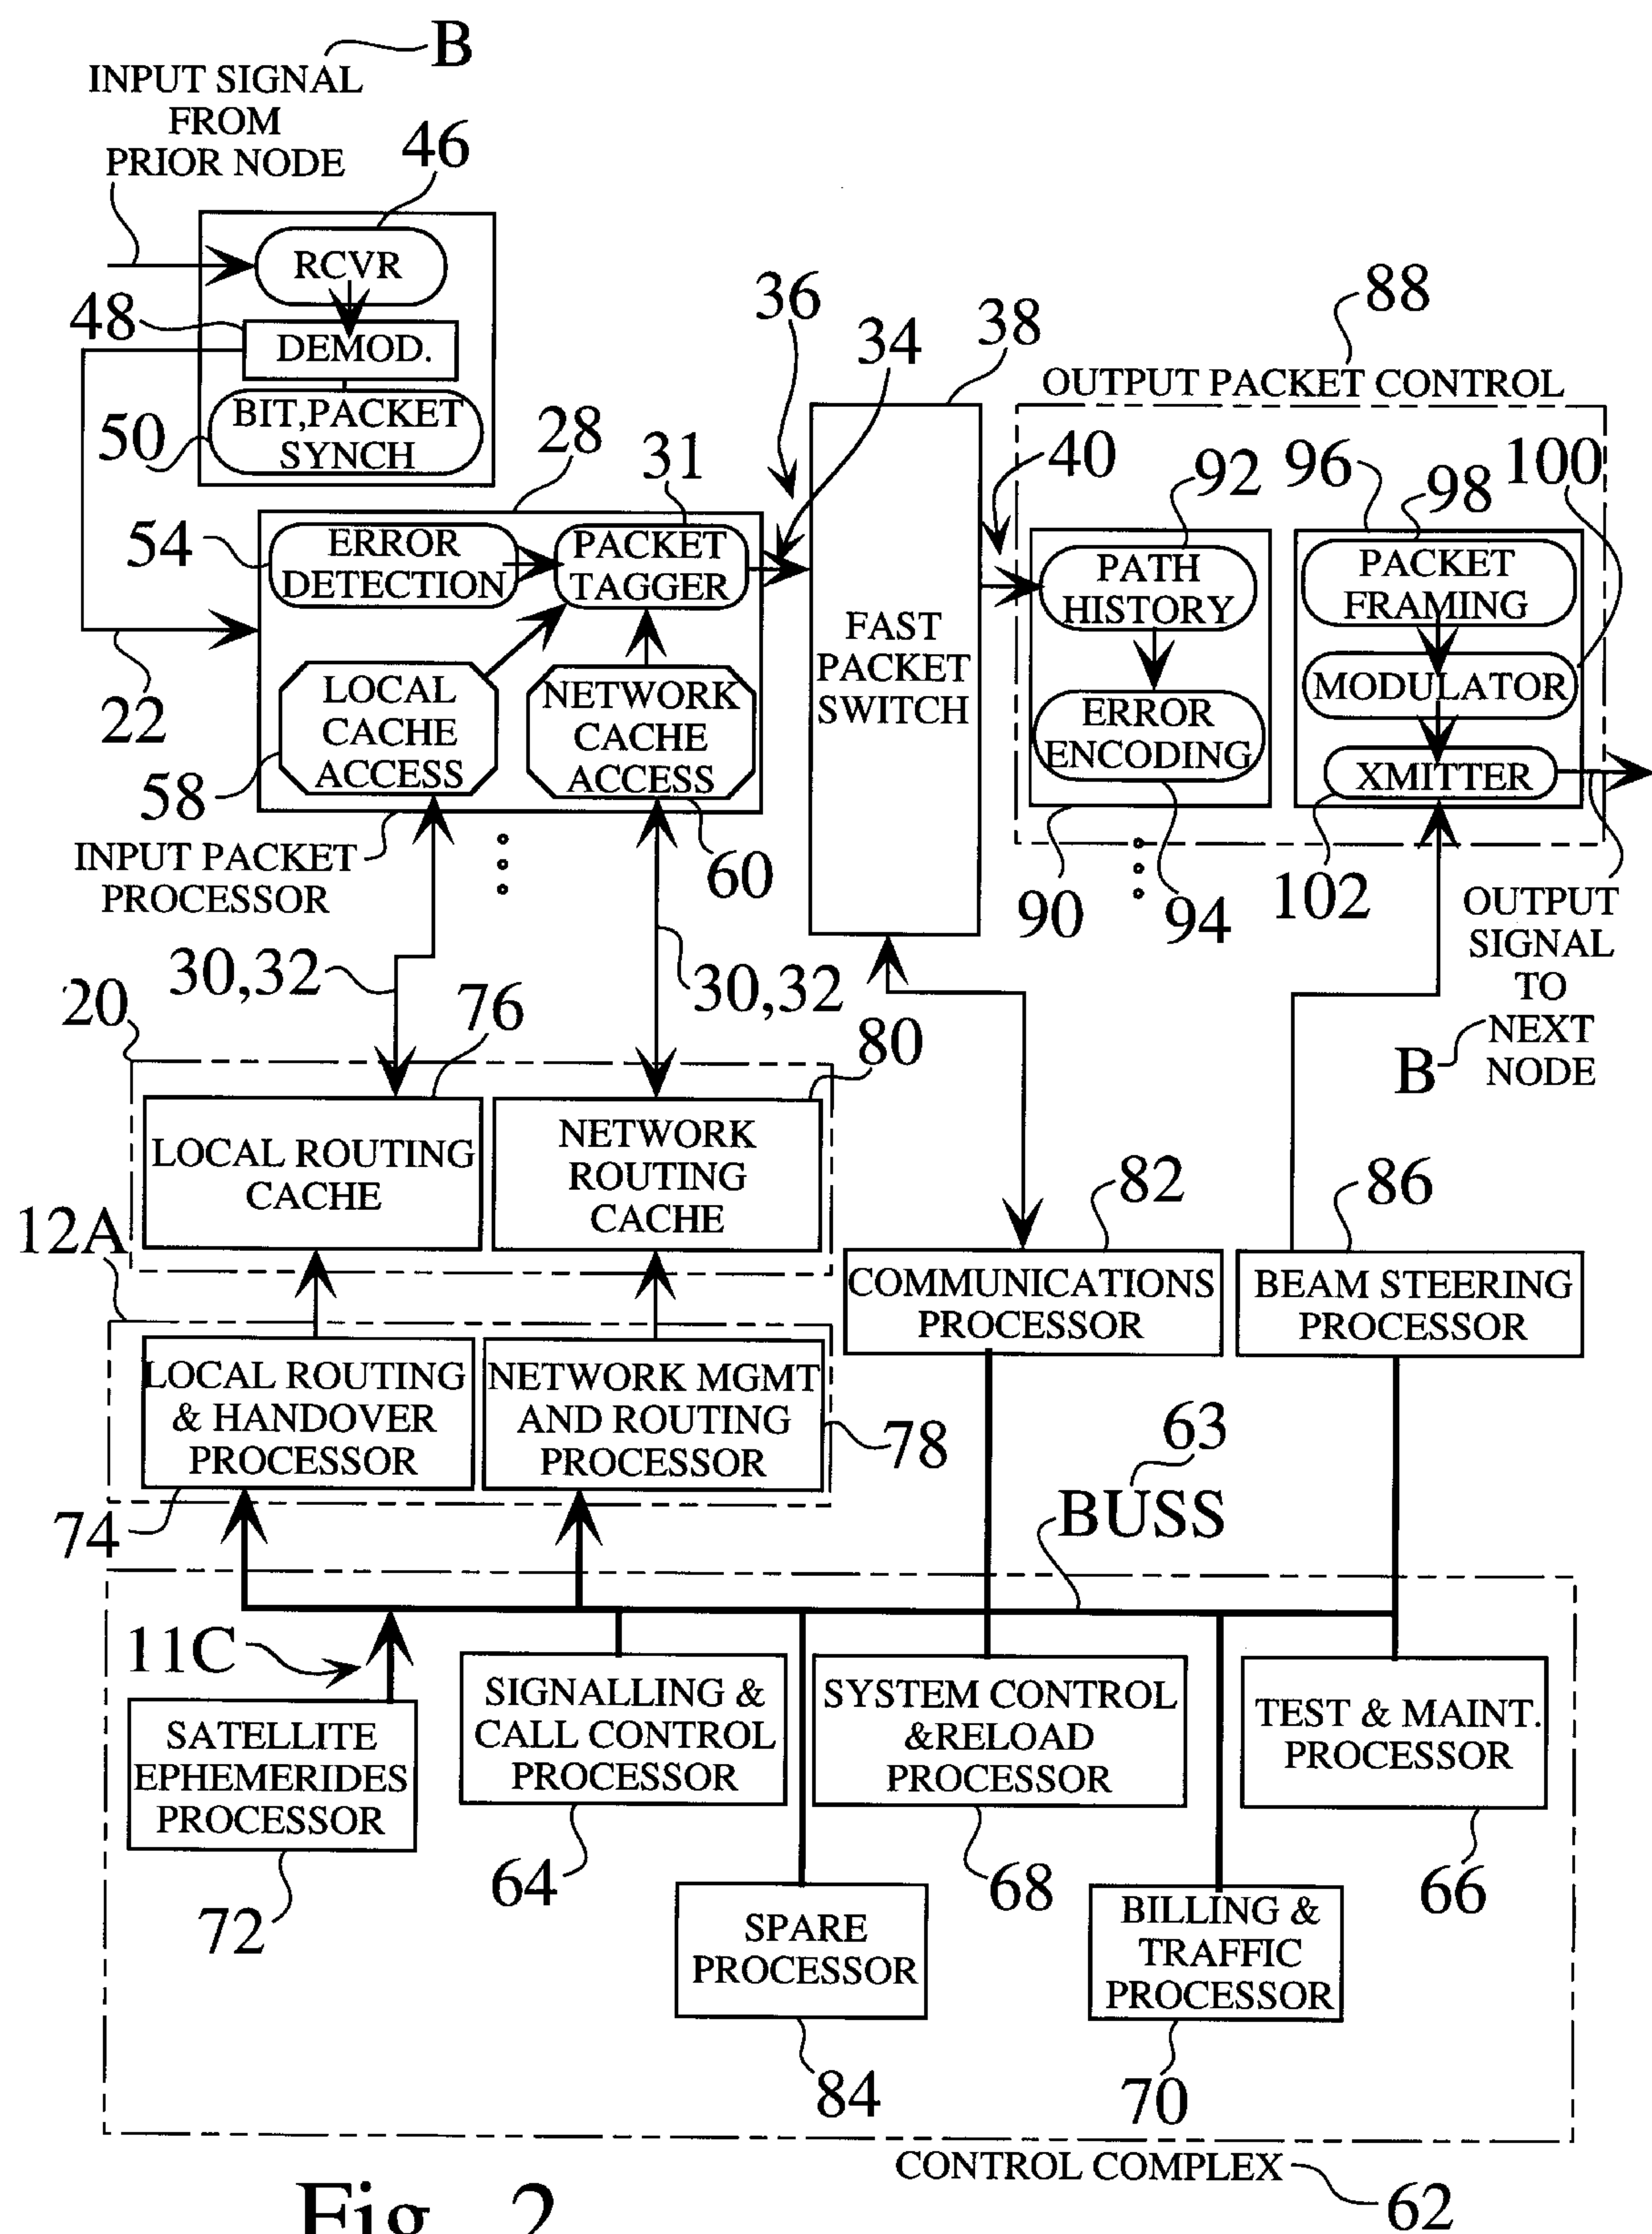 B
INPUT SIGNAL
FROM
PRIOR NODE
46
RCVR
48
DEMOD.
50
BIT,PACKET
SYNCH
28
31
36
34
38
88
OUTPUT PACKET CONTROL
40
92
96
98
100
54
ERROR
DETECTION
PACKET
TAGGER
PATH
HISTORY
PACKET
FRAMING
FAST
PACKET
SWITCH
22
LOCAL
CACHE
ACCESS
NETWORK
CACHE
ACCESS
ERROR
ENCODING
MODULATOR
XMITTER
58
INPUT PACKET
PROCESSOR
60
90
94
102
OUTPUT
SIGNAL
TO
NEXT
NODE
B
30,32
30,32
20
76
80
LOCAL ROUTING
CACHE
NETWORK
ROUTING
CACHE
12A
82
86
COMMUNICATIONS
PROCESSOR
BEAM STEERING
PROCESSOR
LOCAL ROUTING
& HANDOVER
PROCESSOR
NETWORK MGMT
AND ROUTING
PROCESSOR
78
63
BUSS
74
11C
SATELLITE
EPHEMERIDES
PROCESSOR
SIGNALLING &
CALL CONTROL
PROCESSOR
SYSTEM CONTROL
&RELOAD
PROCESSOR
TEST & MAINT.
PROCESSOR
72
64
68
66
SPARE
PROCESSOR
BILLING &
TRAFFIC
PROCESSOR
84
70
CONTROL COMPLEX
62
Fig. 2